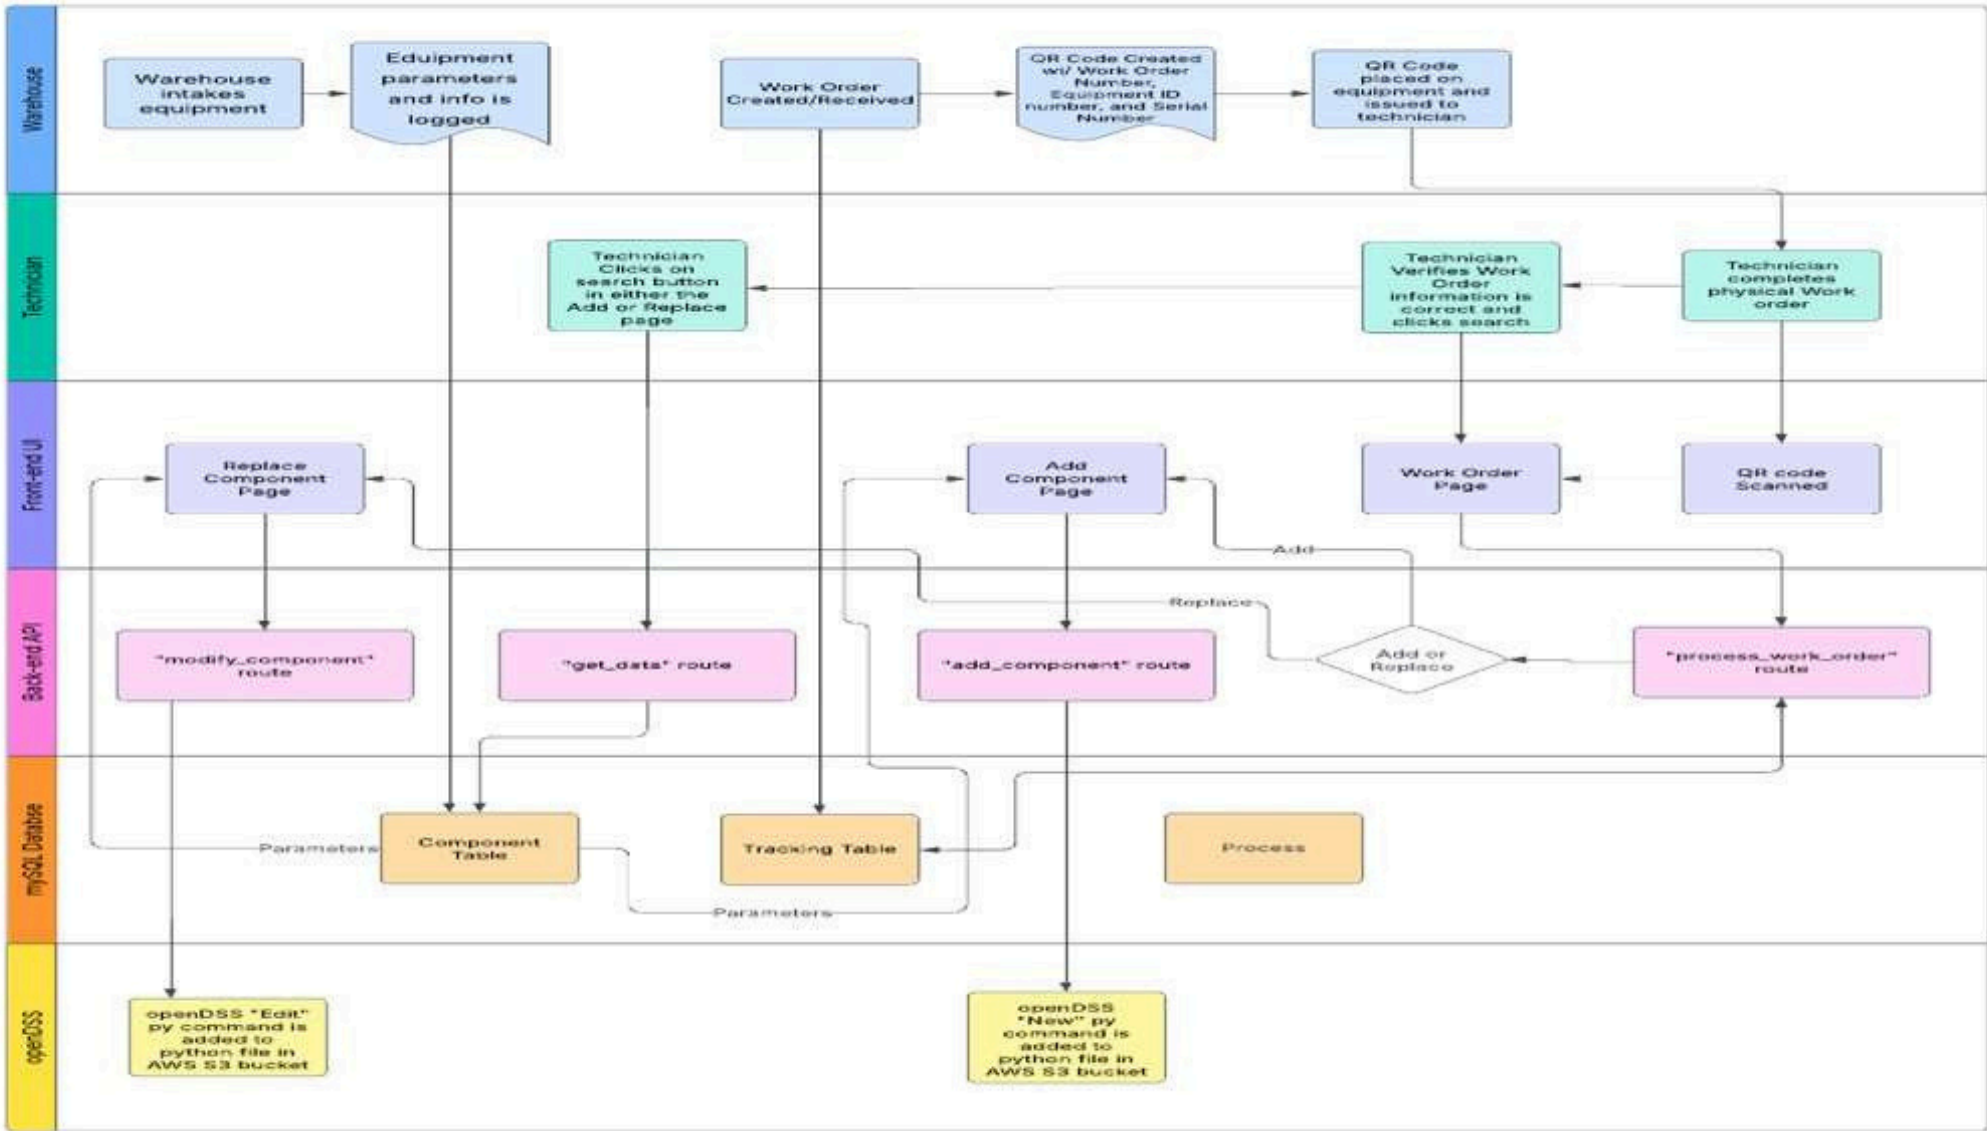 Warehouse
Warehouse
intakes
equipment
Eduipment
parameters
and info is
logged
Work Order
Created/Received
QR Code Created
w/ Work Order
Number,
Equipment ID
number, and Serial
Number
QR Code
placed on
equipment and
issued to
technician
Technician
Technician
Clicks on
search button
in either the
Add or Replace
page
Technician
Verifies Work
Order
information is
correct and
clicks search
Technician
completes
physical Work
order
Front-end UI
Replace
Component
Page
Add
Component
Page
Work Order
Page
QR code
Scanned
Add
Back-end API
Replace
"modify_component"
route
"get_data" route
"add_component" route
Add or
Replace
"process_work_order"
route
mySQL Databse
Parameters
Component
Table
Tracking Table
Process
Parameters
openDSS
openDSS "Edit"
py command is
added to
python file in
AWS S3 bucket
openDSS
"New" py
command is
added to
python file in
AWS S3 bucket